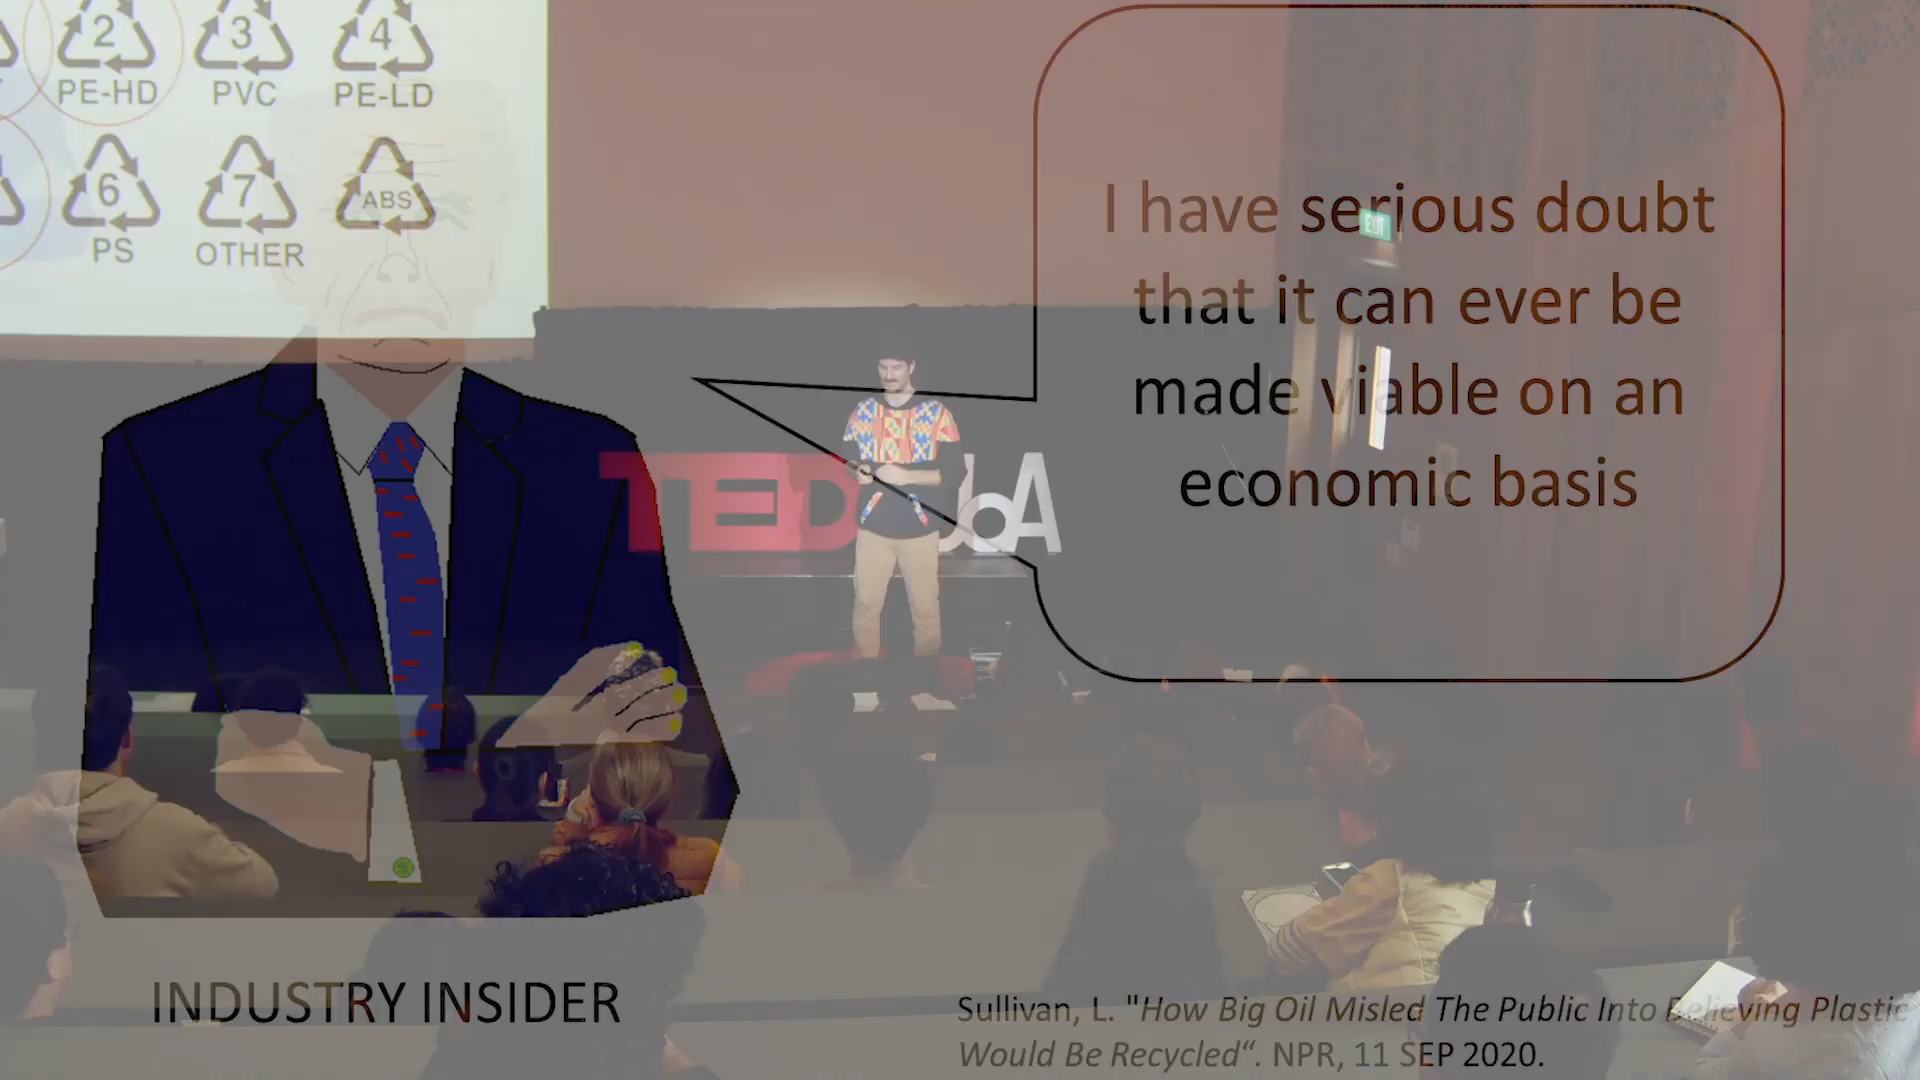 2
3
4
PE-HD
PVC
PE-LD
6
7
ABS
PS
OTHER
I have serious doubt
that it can ever be
made viable on an
economic basis
EXIT
TED UoA
INDUSTRY INSIDER
Sullivan, L. "How Big Oil Misled The Public Into Believing Plastic
Would Be Recycled“. NPR, 11 SEP 2020.